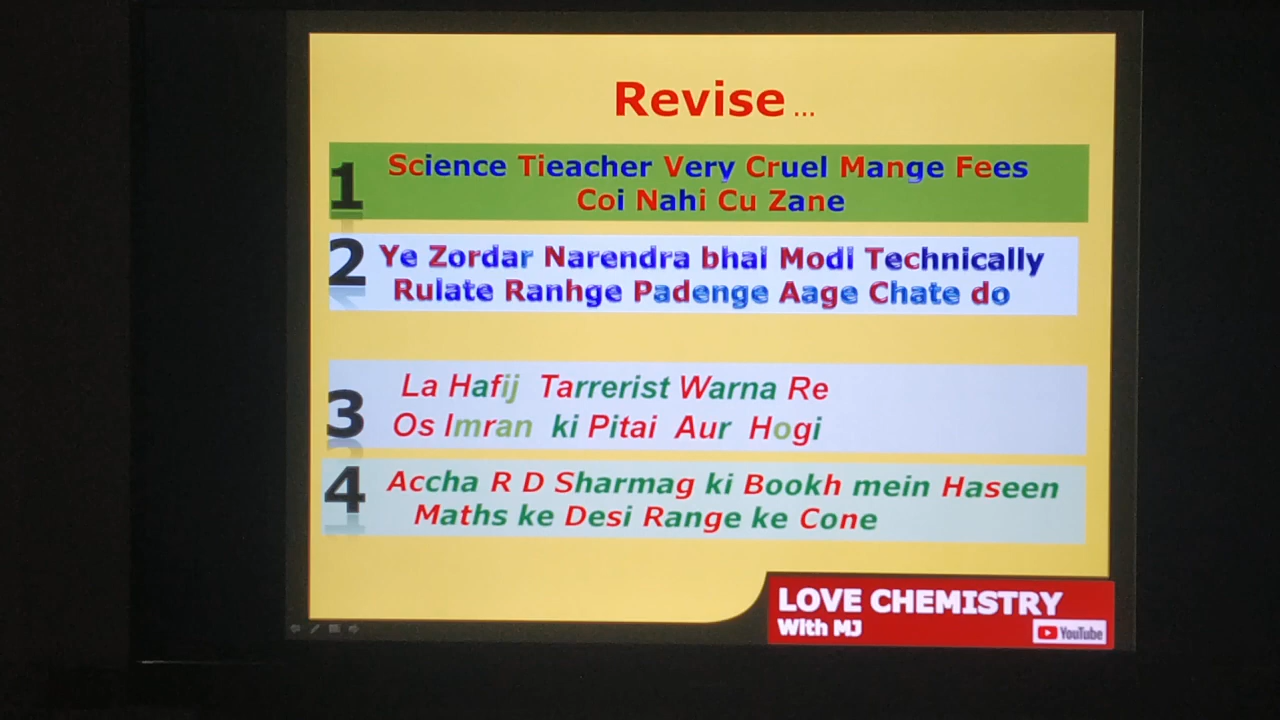 Revise ...
1
Science Tieacher Very Cruel Mange Fees
Coi Nahi Cu Zane
2
Ye Zordar Narendra bhai Modi Technically
Rulate Ranhge Padenge Aage Chate do
3
La Hafij Tarrerist Warna Re
Os Imran ki Pitai Aur Hogi
4
Accha R D Sharmag ki Bookh mein Haseen
Maths ke Desi Range ke Cone
LOVE CHEMISTRY
With MJ
YouTube